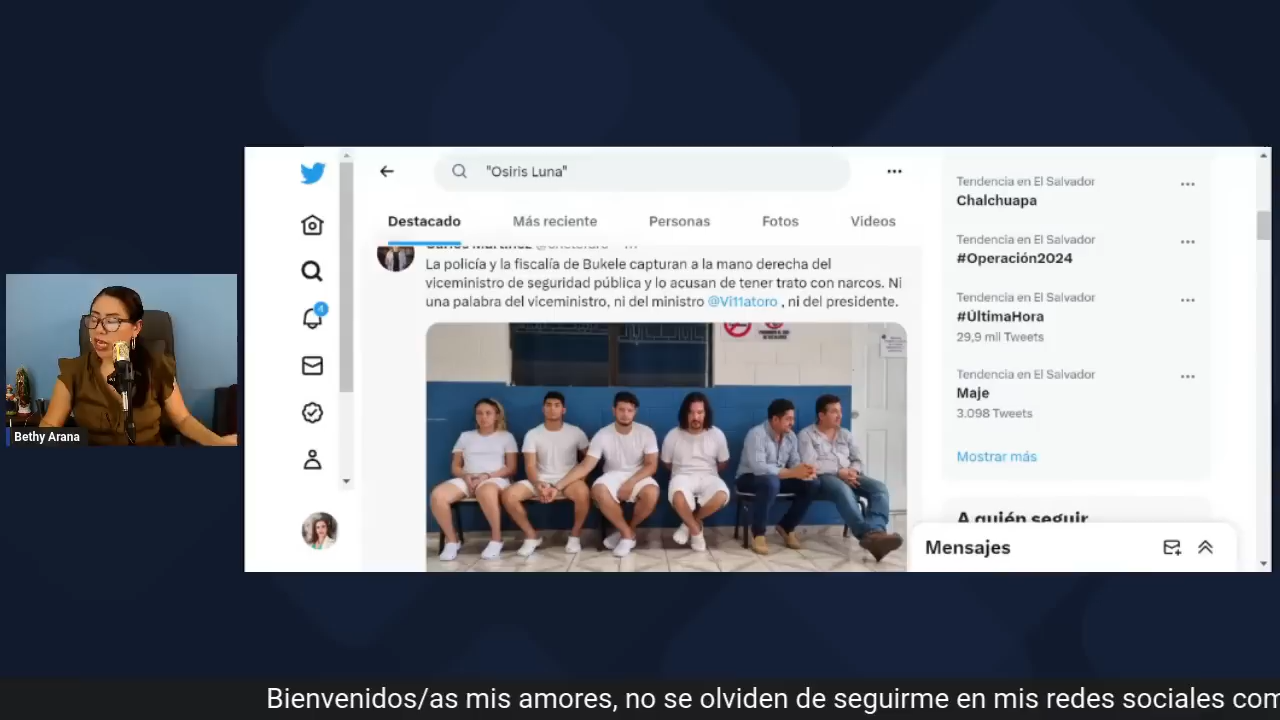 "Osiris Luna"
Destacado
Más reciente
Personas
Fotos
Videos
La policía y la fiscalía de Bukele capturan a la mano derecha del
viceministro de seguridad pública y lo acusan de tener trato con narcos. Ni
una palabra del viceministro, ni del ministro @Vi11atoro , ni del presidente.
Tendencia en El Salvador
Chalchuapa
Tendencia en El Salvador
#Operación2024
Tendencia en El Salvador
#ÚltimaHora
29,9 mil Tweets
Tendencia en El Salvador
Maje
3.098 Tweets
Mostrar más
A quién seguir
Mensajes
4
Bethy Arana
Bienvenidos/as mis amores, no se olviden de seguirme en mis redes sociales com